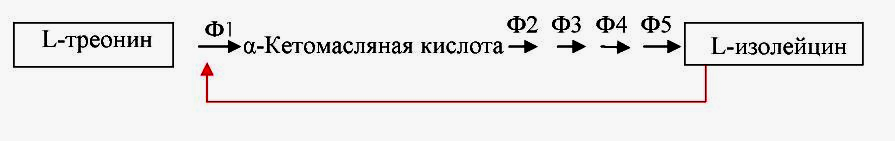 Ф1 Ф2 Ф3 Ф4 Ф5
L-треонин α-Кетомасляная кислота L-изолейцин